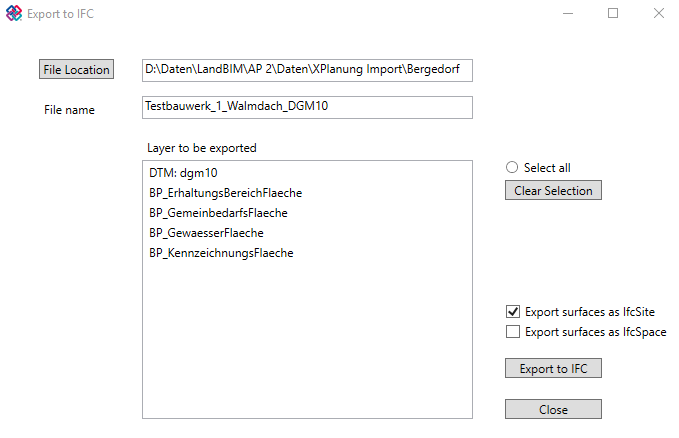 Export to IFC
File Location
D:\Daten\LandBIM\AP 2\Daten\XPlanung Import\Bergedorf
File name
Testbauwerk_1_Walmdach_DGM10
Layer to be exported
DTM: dgm10
BP_ErhaltungsBereichFlaeche
BP_GemeinbedarfsFlaeche
BP_GewaesserFlaeche
BP_KennzeichnungsFlaeche
Select all
Clear Selection
Export surfaces as IfcSite
Export surfaces as IfcSpace
Export to IFC
Close